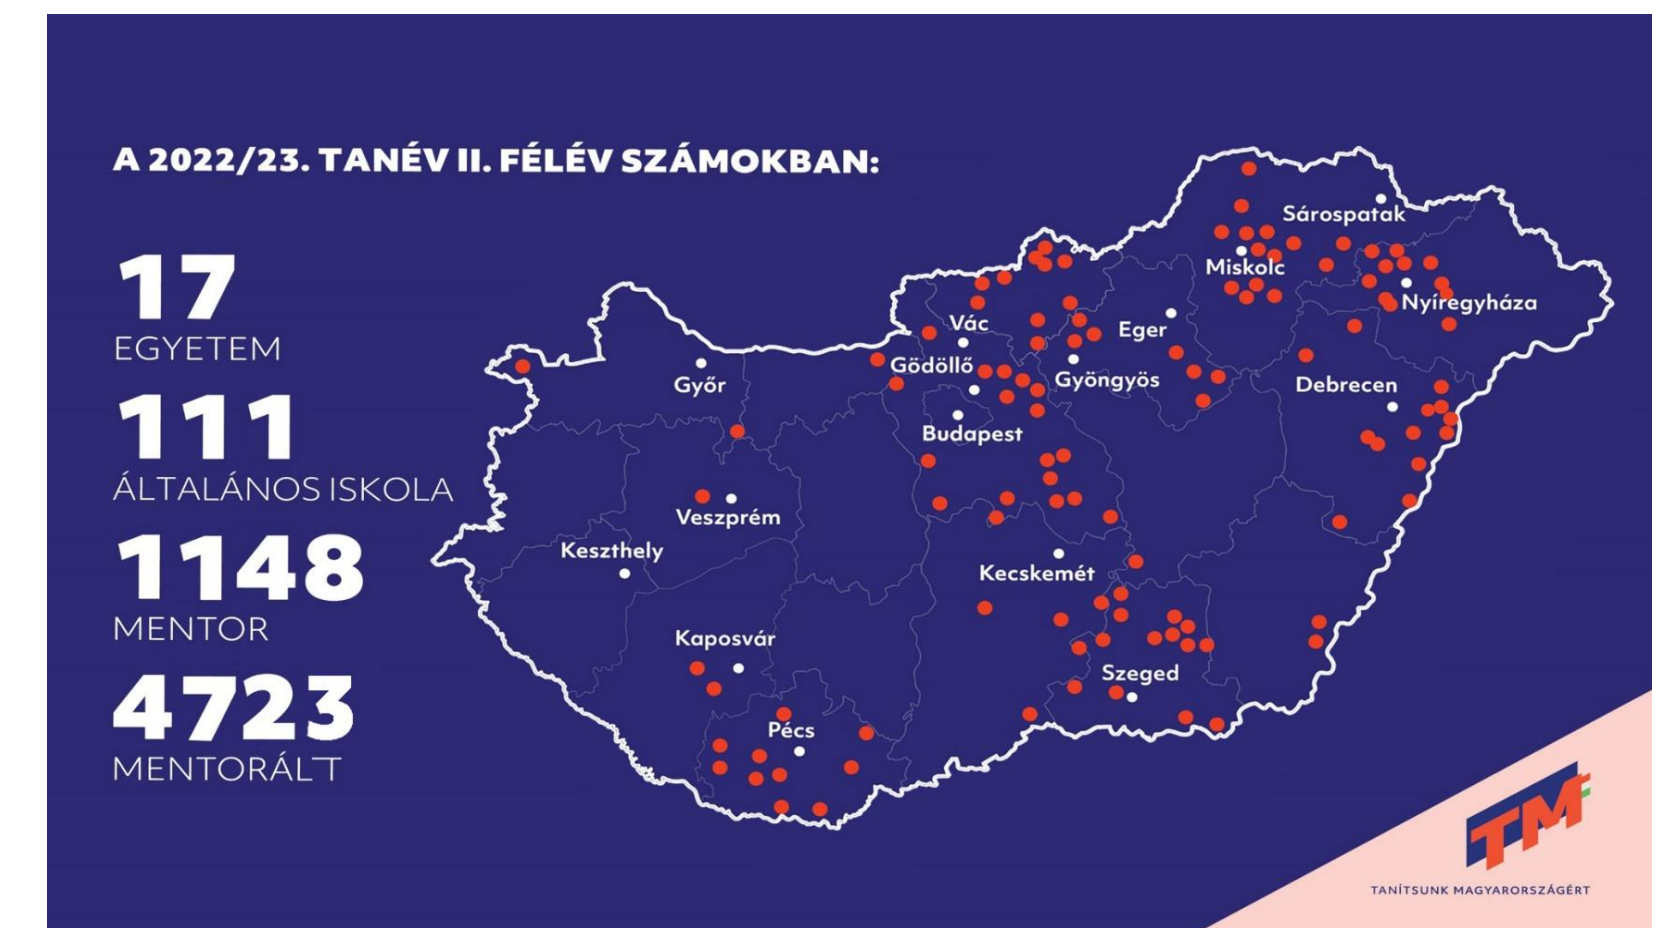 A 2022/23. TANÉV II. FÉLÉV SZÁMOKBAN:
17
EGYETEM
111
ÁLTALÁNOS ISKOLA
1148
MENTOR
4723
MENTORÁLT
Sárospatak
Miskolc
Nyíregyháza
Vác
Eger
Gödöllő
Gyöngyös
Győr
Debrecen
Budapest
Veszprém
Keszthely
Kecskemét
Kaposvár
Szeged
Pécs
TM
TANÍTSUNK MAGYARORSZÁGÉRT